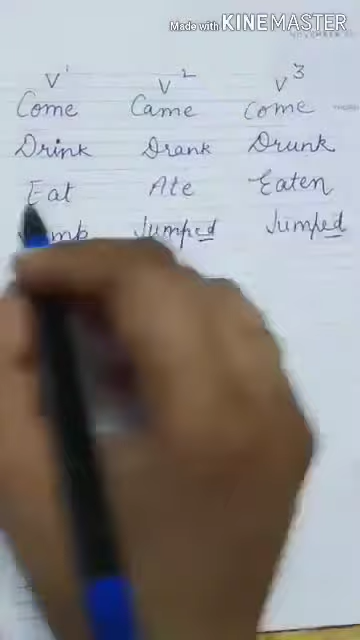 Made with KINEMASTER
V1 V2 V3
Come Came Come
Drink Drank Drunk
Eat Ate Eaten
Jumped Jumped